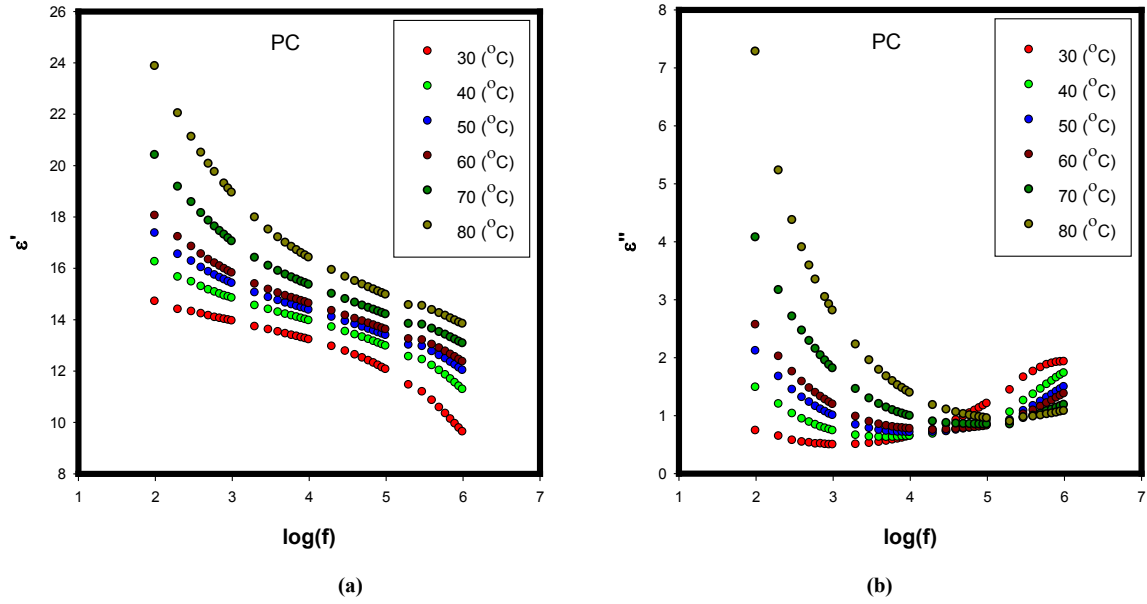 PC
30 (°C)
40 (°C)
50 (°C)
60 (°C)
70 (°C)
80 (°C)
26
24
22
20
18
16
14
12
10
8
ε'
1 2 3 4 5 6 7
log(f)
(a)
PC
30 (°C)
40 (°C)
50 (°C)
60 (°C)
70 (°C)
80 (°C)
8
7
6
5
4
3
2
1
0
ε"
1 2 3 4 5 6 7
log(f)
(b)